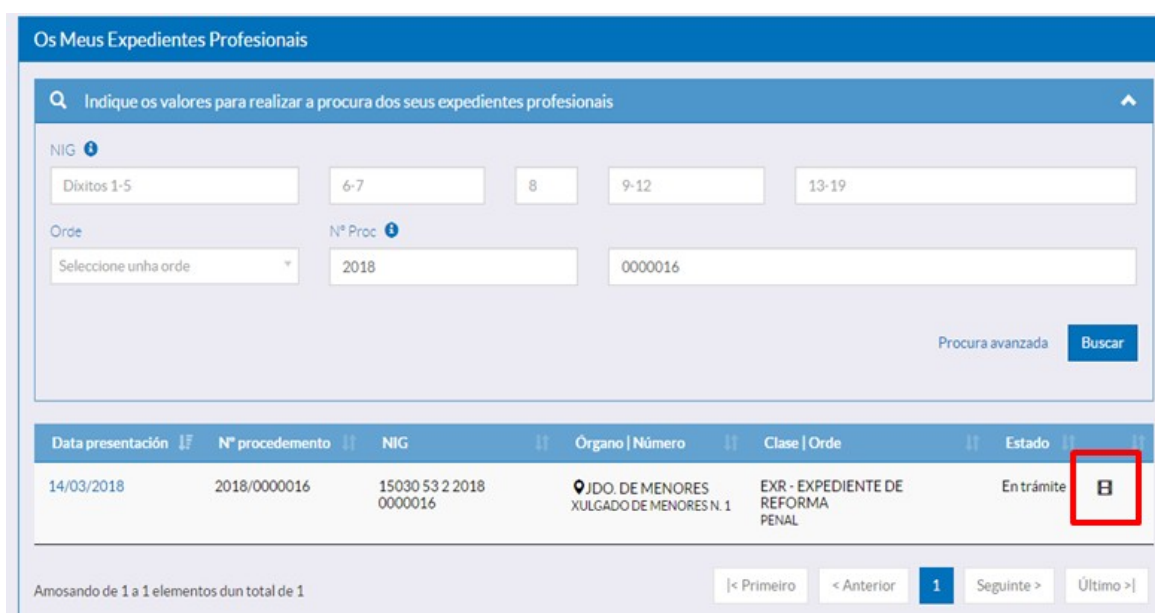 Os Meus Expedientes Profesionais
Indique os valores para realizar a procura dos seus expedientes profesionais
NIG
Díxitos 1-5 6-7 8 9-12 13-19
Orde Nº Proc
Seleccione unha orde 2018 0000016
Procura avanzada Buscar
Data presentación Nº procedemento NIG Órgano | Número Clase | Orde Estado
14/03/2018 2018/0000016 15030 53 2 2018 JDO. DE MENORES EXR - EXPEDIENTE DE En trámite
0000016 XULGADO DE MENORES N. 1 REFORMA
PENAL
Amosando de 1 a 1 elementos dun total de 1 |< Primeiro < Anterior 1 Seguinte > Último >|